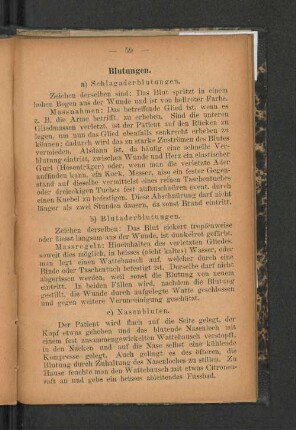 Blutungen.
a) Schlagaderblutungen.
Zeichen derselben sind: Das Blut spritzt in einem
hohen Bogen aus der Wunde und ist von hellroter Farbe.
Massnahmen: Das betreffende Glied ist, wenn es
z. B. die Arme betrifft, zu erheben. Sind die unteren
Gliedmassen verletzt, ist der Patient auf den Rücken zu
legen, um nun das Glied ebenfalls senkrecht erheben zu
können; dadurch wird das zu starke Zuströmen des Blutes
vermieden. Alsdann ist, da häufig eine schnelle Ver-
blutung eintritt, zwischen Wunde und Herz ein elastischer
Gurt (Hosenträger) oder wenn man die verletzte Ader
auffinden kann, ein Kork, Messer, also ein fester Gegen-
stand auf dieselbe vermittelst eines reinen Taschentuches
oder dreieckigen Tuches fest aufzuschnüren event. durch
einen Knebel zu befestigen. Diese Abschnürung darf nicht
länger als zwei Stunden dauern, da sonst Brand eintritt.
b) Blutaderblutungen.
Zeichen derselben: Das Blut sickert tropfenweise
oder fliesst langsam aus der Wunde, ist dunkelrot gefärbt.
Massregeln: Hineinhalten des verletzten Gliedes,
soweit dies möglich, in heisses (nicht kaltes) Wasser, oder
man legt einen Wattebausch auf, welcher durch eine
Binde oder Taschentuch befestigt ist. Derselbe darf nicht
abgerissen werden, weil sonst die Blutung von neuem
eintritt. In beiden Fällen wird, nachdem die Blutung
gestillt, die Wunde durch aufgelegte Watte geschlossen
und gegen weitere Verunreinigung geschützt.
c) Nasenbluten.
Der Patient wird flach auf die Seite gelegt, der
Kopf etwas gehoben und das blutende Nasenloch mit
einem fest zusammengewickelten Wattebausch verstopft,
in den Nacken und auf die Nase selbst eine kühlende
Kompresse gelegt. Auch gelingt es des öfteren, die
Blutung durch Zuhalten des Nasenloches zu stillen. Zu
Hause tauche man den Wattebausch mit etwas Citronen-
saft an und gebe ein heisses ableitendes Fussbad.